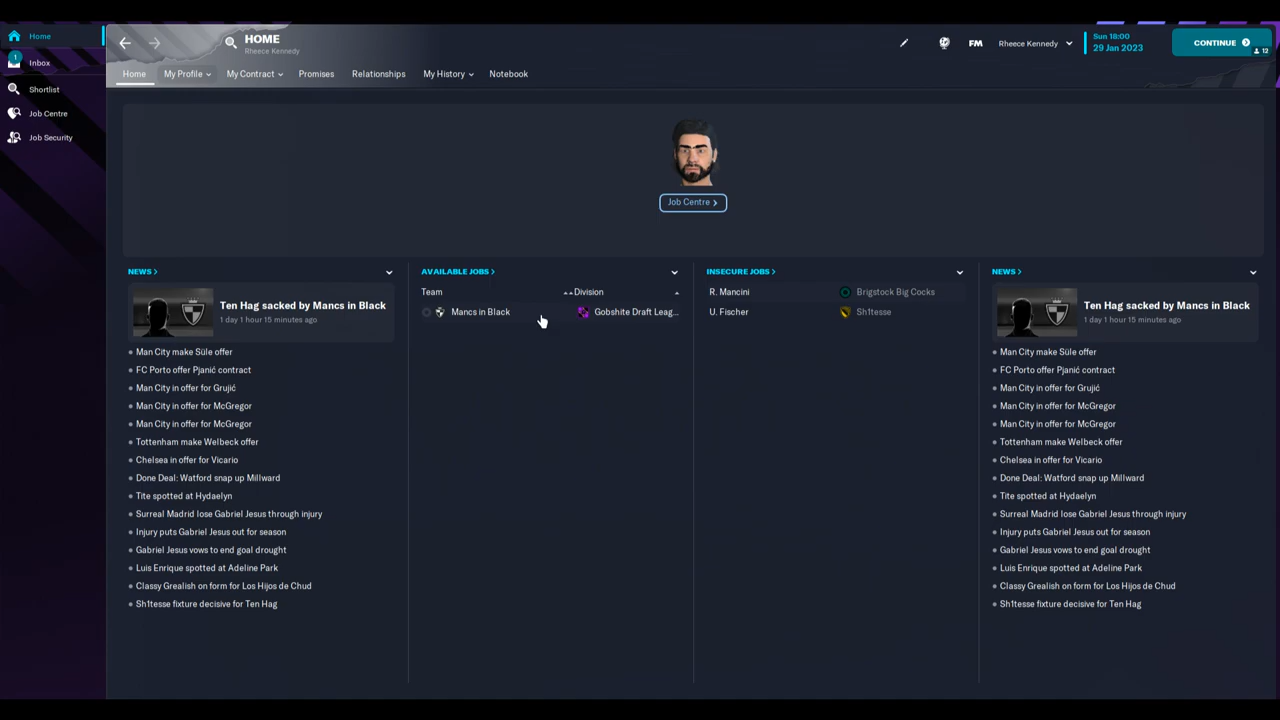 Home
1
Inbox
Shortlist
Job Centre
Job Security
HOME
Rheece Kennedy
FM
Rheece Kennedy
Sun 18:00
29 Jan 2023
CONTINUE
12
Home
My Profile
My Contract
Promises
Relationships
My History
Notebook
Job Centre
NEWS
Ten Hag sacked by Mancs in Black
1 day 1 hour 15 minutes ago
Man City make Süle offer
FC Porto offer Pjanić contract
Man City in offer for Grujić
Man City in offer for McGregor
Man City in offer for McGregor
Tottenham make Welbeck offer
Chelsea in offer for Vicario
Done Deal: Watford snap up Millward
Tite spotted at Hydaelyn
Surreal Madrid lose Gabriel Jesus through injury
Injury puts Gabriel Jesus out for season
Gabriel Jesus vows to end goal drought
Luis Enrique spotted at Adeline Park
Classy Grealish on form for Los Hijos de Chud
Sh1tesse fixture decisive for Ten Hag
AVAILABLE JOBS
Team Division
Mancs in Black Gobshite Draft Leag...
INSECURE JOBS
R. Mancini Brigstock Big Cocks
U. Fischer Sh1tesse
NEWS
Ten Hag sacked by Mancs in Black
1 day 1 hour 15 minutes ago
Man City make Süle offer
FC Porto offer Pjanić contract
Man City in offer for Grujić
Man City in offer for McGregor
Man City in offer for McGregor
Tottenham make Welbeck offer
Chelsea in offer for Vicario
Done Deal: Watford snap up Millward
Tite spotted at Hydaelyn
Surreal Madrid lose Gabriel Jesus through injury
Injury puts Gabriel Jesus out for season
Gabriel Jesus vows to end goal drought
Luis Enrique spotted at Adeline Park
Classy Grealish on form for Los Hijos de Chud
Sh1tesse fixture decisive for Ten Hag